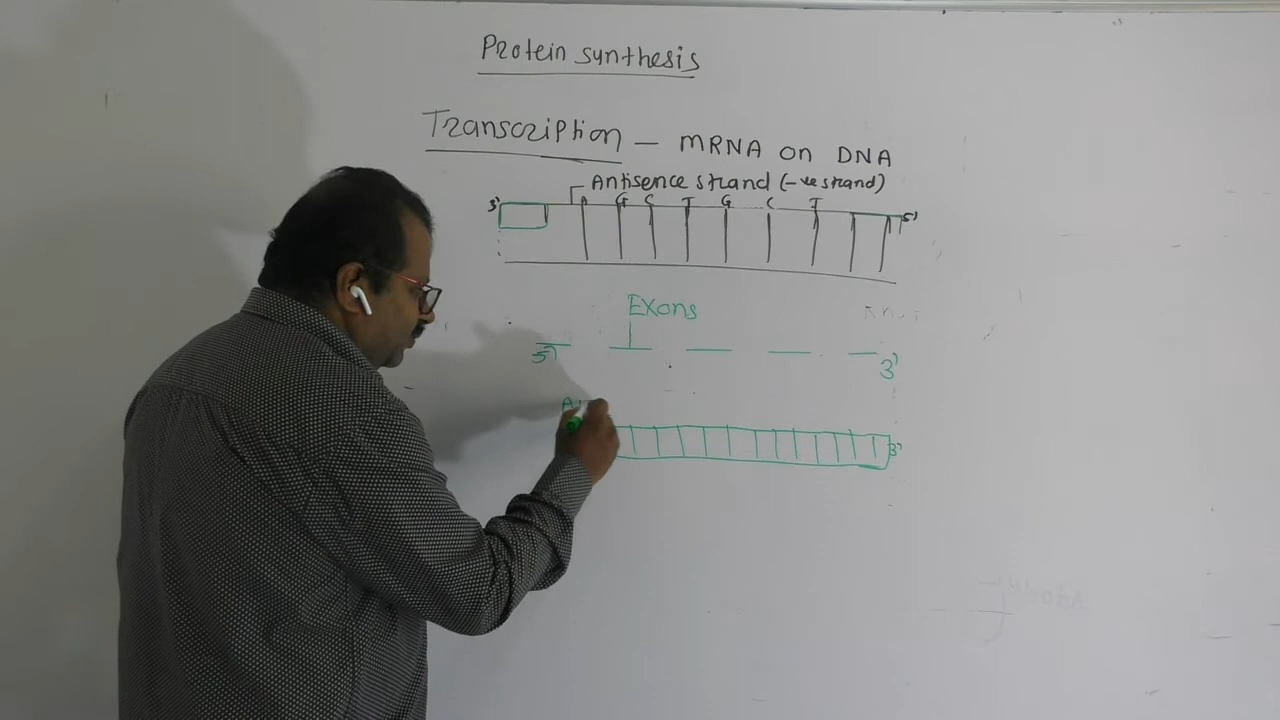 Protein synthesis
Transcription — mRNA on DNA
Antisence strand (-ve strand)
3' A G C T G C T 5'
Exons
5' 3'
A
3'